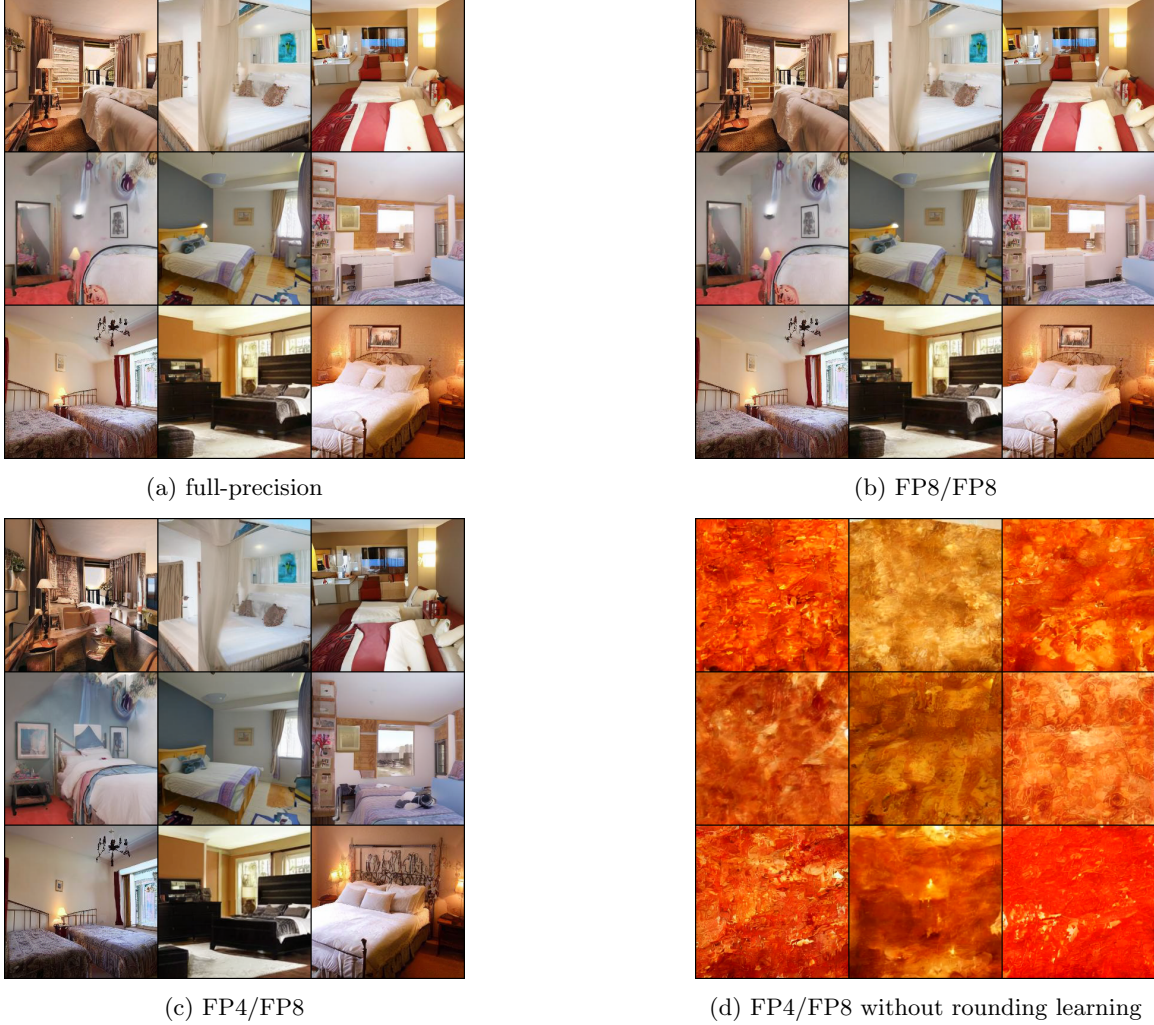 (a) full-precision
(b) FP8/FP8
(c) FP4/FP8
(d) FP4/FP8 without rounding learning